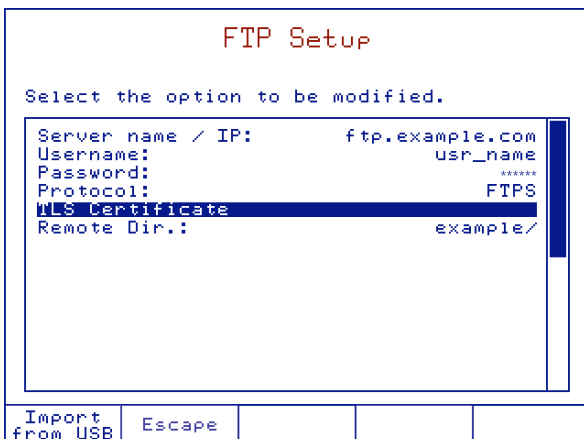 FTP Setup
Select the option to be modified.
Server name / IP: ftp.example.com
Username: usr_name
Password: ******
Protocol: FTPS
TLS Certificate
Remote Dir.: example/
Import Escape
from USB